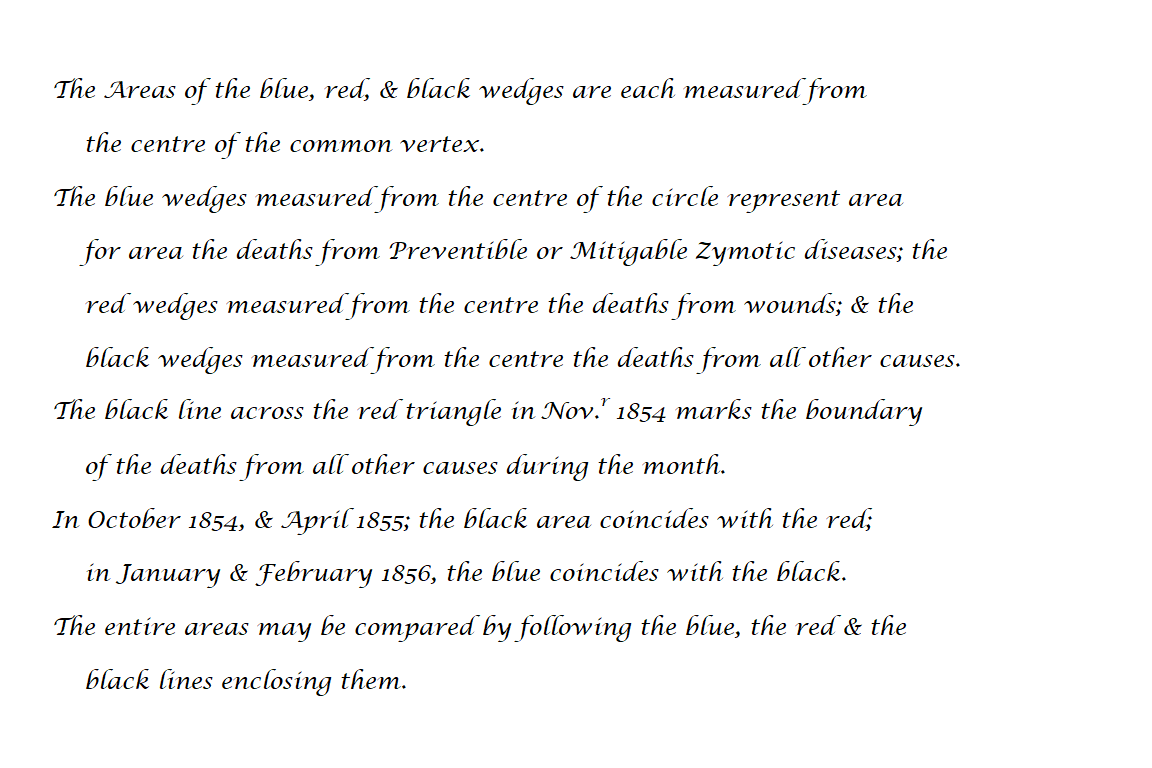 The Areas of the blue, red, & black wedges are each measured from
the centre of the common vertex.
The blue wedges measured from the centre of the circle represent area
for area the deaths from Preventible or Mitigable Zymotic diseases; the
red wedges measured from the centre the deaths from wounds; & the
black wedges measured from the centre the deaths from all other causes.
The black line across the red triangle in Nov.ʳ 1854 marks the boundary
of the deaths from all other causes during the month.
In October 1854, & April 1855; the black area coincides with the red;
in January & February 1856, the blue coincides with the black.
The entire areas may be compared by following the blue, the red & the
black lines enclosing them.